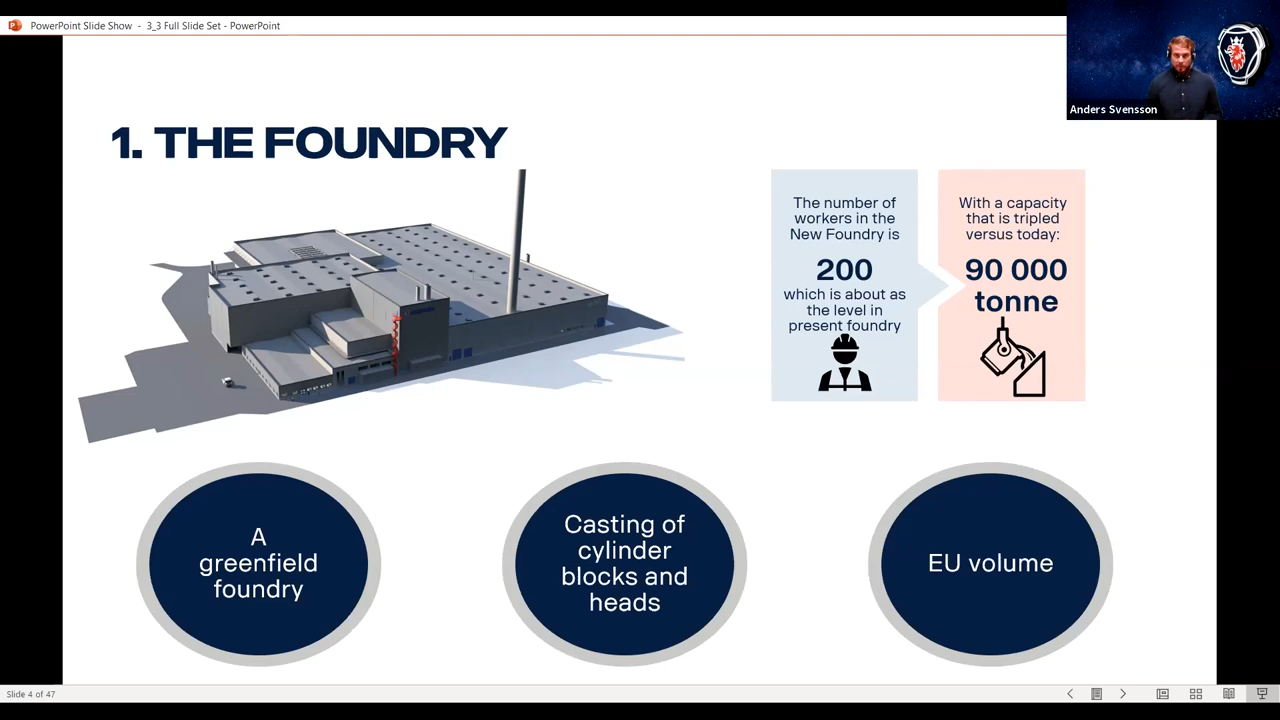 PowerPoint Slide Show - 3_3 Full Slide Set - PowerPoint
Anders Svensson
1. THE FOUNDRY
The number of
workers in the
New Foundry is
200
which is about as
the level in
present foundry
With a capacity
that is tripled
versus today:
90 000
tonne
A
greenfield
foundry
Casting of
cylinder
blocks and
heads
EU volume
Slide 4 of 47